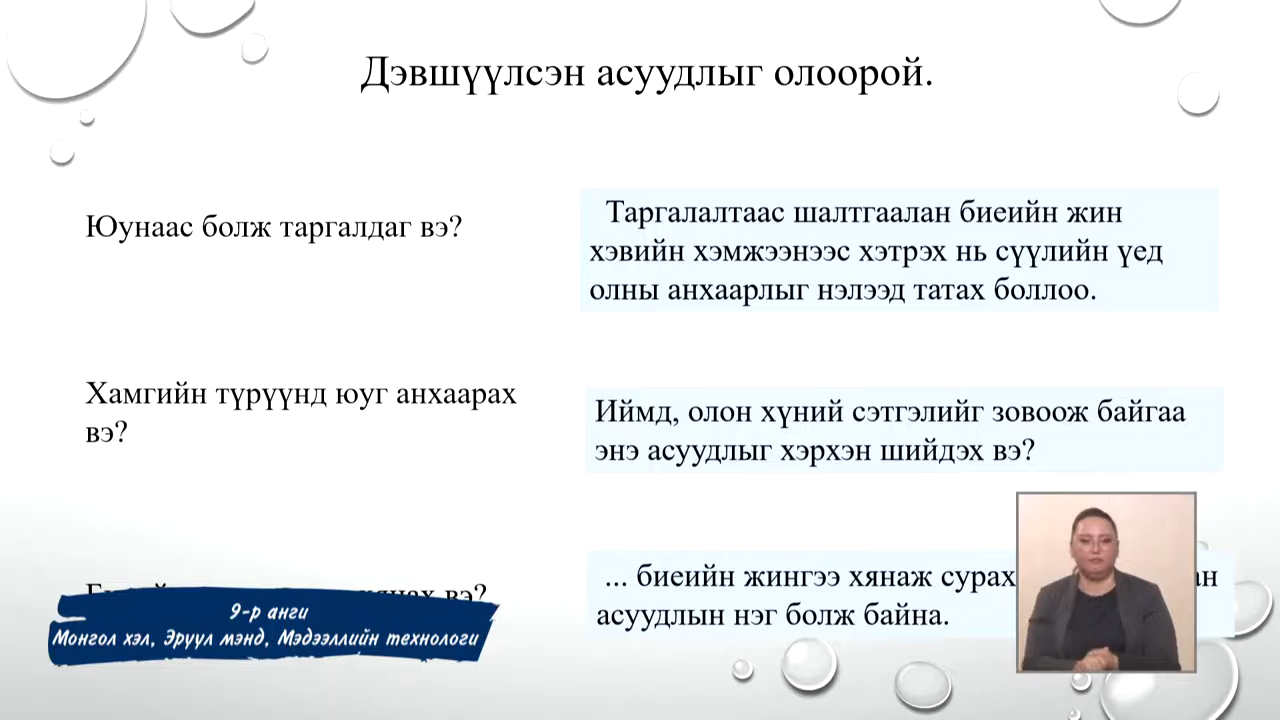 Дэвшүүлсэн асуудлыг олоорой.
Юунаас болж таргалдаг вэ?
Таргалалтаас шалтгаалан биеийн жин
хэвийн хэмжээнээс хэтрэх нь сүүлийн үед
олны анхаарлыг нэлээд татах боллоо.
Хамгийн түрүүнд юуг анхаарах
вэ?
Иймд, олон хүний сэтгэлийг зовоож байгаа
энэ асуудлыг хэрхэн шийдэх вэ?
вэ?
... биеийн жингээ хянаж сурах
асуудлын нэг болж байна.
9-р анги
Монгол хэл, Эрүүл мэнд, Мэдээллийн технологи